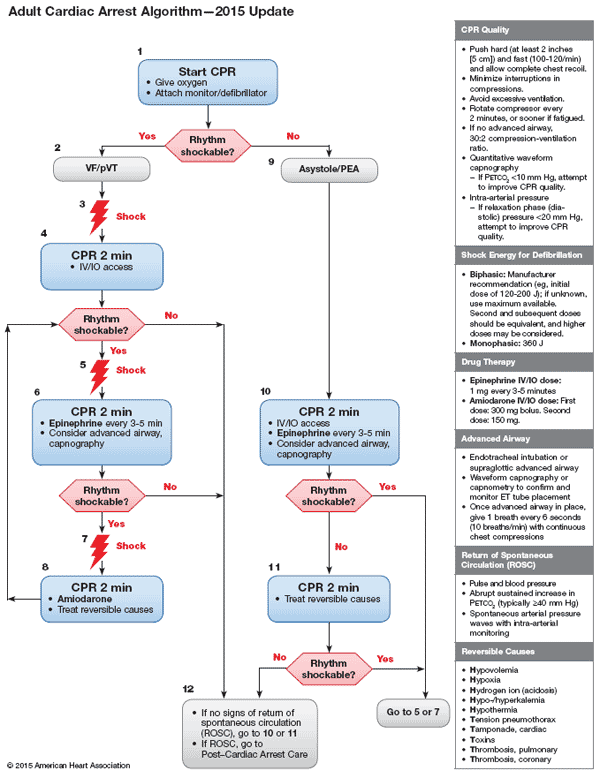 Adult Cardiac Arrest Algorithm—2015 Update
1
Start CPR
• Give oxygen
• Attach monitor/defibrillator
Yes
Rhythm
shockable?
No
2
VF/pVT
9
Asystole/PEA
3
Shock
4
CPR 2 min
• IV/IO access
Rhythm
shockable?
No
Yes
5
Shock
6
CPR 2 min
• Epinephrine every 3-5 min
• Consider advanced airway,
capnography
Rhythm
shockable?
No
Yes
7
Shock
8
CPR 2 min
• Amiodarone
• Treat reversible causes
10
CPR 2 min
• IV/IO access
• Epinephrine every 3-5 min
• Consider advanced airway,
capnography
Rhythm
shockable?
Yes
No
11
CPR 2 min
• Treat reversible causes
No
Rhythm
shockable?
Yes
12
• If no signs of return of
spontaneous circulation
(ROSC), go to 10 or 11
• If ROSC, go to
Post–Cardiac Arrest Care
Go to 5 or 7
© 2015 American Heart Association
CPR Quality
• Push hard (at least 2 inches
[5 cm]) and fast (100-120/min)
and allow complete chest recoil.
• Minimize interruptions in
compressions.
• Avoid excessive ventilation.
• Rotate compressor every
2 minutes, or sooner if fatigued.
• If no advanced airway,
30:2 compression-ventilation
ratio.
• Quantitative waveform
capnography
– If PETCO2 <10 mm Hg, attempt
to improve CPR quality.
• Intra-arterial pressure
– If relaxation phase (dia-
stolic) pressure <20 mm Hg,
attempt to improve CPR
quality.
Shock Energy for Defibrillation
• Biphasic: Manufacturer
recommendation (eg, initial
dose of 120-200 J); if unknown,
use maximum available.
Second and subsequent doses
should be equivalent, and higher
doses may be considered.
• Monophasic: 360 J
Drug Therapy
• Epinephrine IV/IO dose:
1 mg every 3-5 minutes
• Amiodarone IV/IO dose: First
dose: 300 mg bolus. Second
dose: 150 mg.
Advanced Airway
• Endotracheal intubation or
supraglottic advanced airway
• Waveform capnography or
capnometry to confirm and
monitor ET tube placement
• Once advanced airway in place,
give 1 breath every 6 seconds
(10 breaths/min) with continuous
chest compressions
Return of Spontaneous
Circulation (ROSC)
• Pulse and blood pressure
• Abrupt sustained increase in
PETCO2 (typically ≥40 mm Hg)
• Spontaneous arterial pressure
waves with intra-arterial
monitoring
Reversible Causes
• Hypovolemia
• Hypoxia
• Hydrogen ion (acidosis)
• Hypo-/hyperkalemia
• Hypothermia
• Tension pneumothorax
• Tamponade, cardiac
• Toxins
• Thrombosis, pulmonary
• Thrombosis, coronary